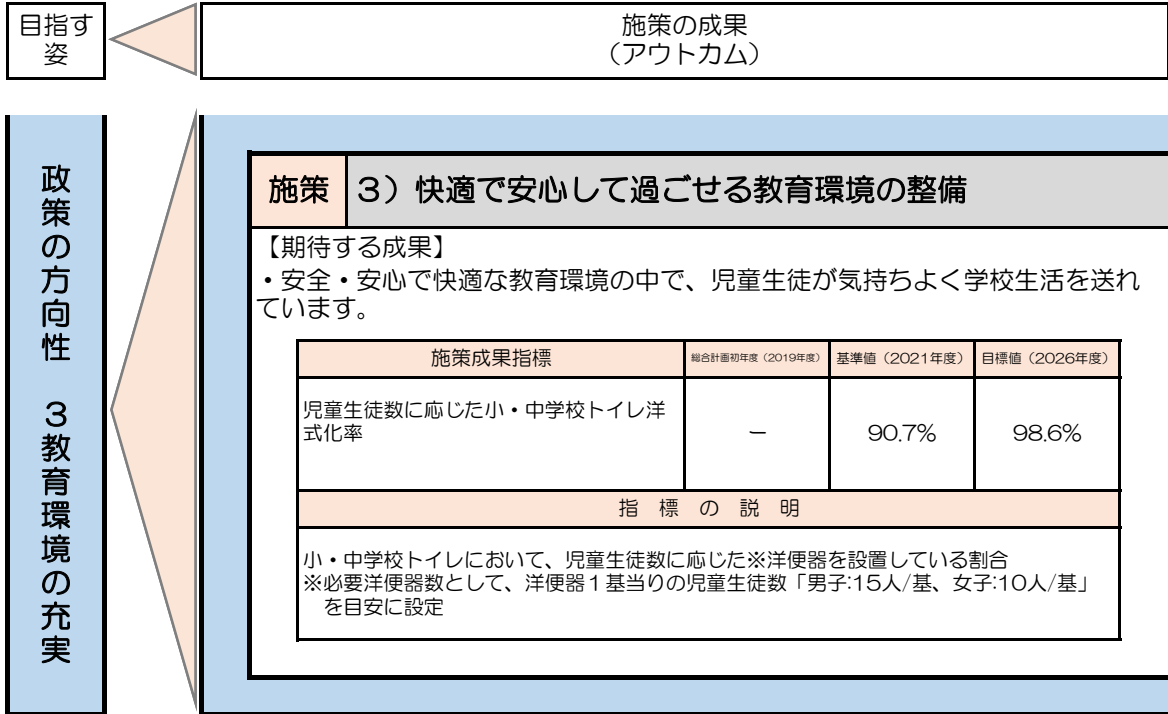 目指す
姿
施策の成果
（アウトカム）
政策の方向性　３教育環境の充実
施策
３）快適で安心して過ごせる教育環境の整備
【期待する成果】
・安全・安心で快適な教育環境の中で、児童生徒が気持ちよく学校生活を送れ
ています。
施策成果指標
総合計画初年度（2019年度）
基準値（2021年度）
目標値（2026年度）
児童生徒数に応じた小・中学校トイレ洋
式化率
－
90.7%
98.6%
指　標　の　説　明
小・中学校トイレにおいて、児童生徒数に応じた※洋便器を設置している割合
※必要洋便器数として、洋便器１基当りの児童生徒数「男子:15人/基、女子:10人/基」
を目安に設定